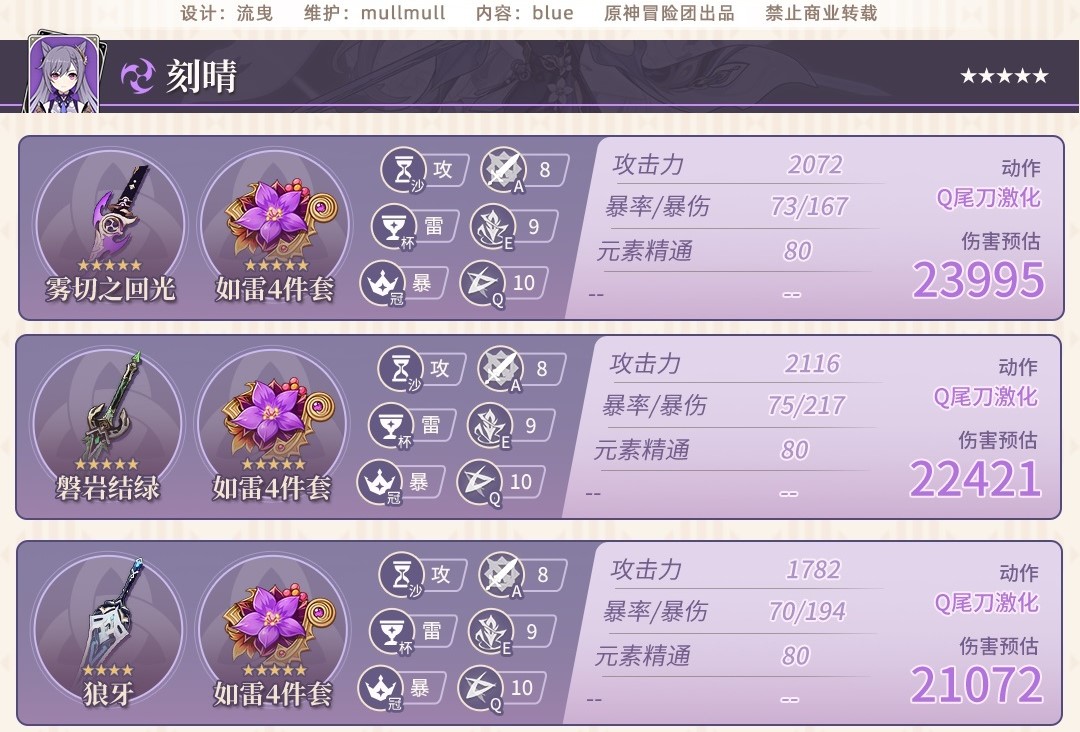 设计：流曳 维护：mullmull 内容：blue 原神冒险团出品 禁止商业转载
刻晴
雾切之回光
如雷4件套
沙 攻 A 8
杯 雷 E 9
冠 暴 Q 10
攻击力 2072
暴率/暴伤 73/167
元素精通 80
-- --
动作
Q尾刀激化
伤害预估
23995
磐岩结绿
如雷4件套
沙 攻 A 8
杯 雷 E 9
冠 暴 Q 10
攻击力 2116
暴率/暴伤 75/217
元素精通 80
-- --
动作
Q尾刀激化
伤害预估
22421
狼牙
如雷4件套
沙 攻 A 8
杯 雷 E 9
冠 暴 Q 10
攻击力 1782
暴率/暴伤 70/194
元素精通 80
-- --
动作
Q尾刀激化
伤害预估
21072